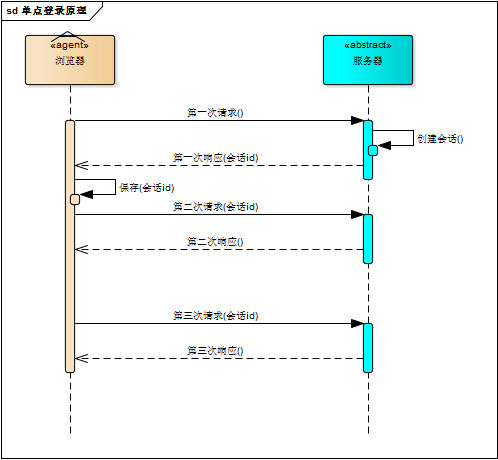 sd 单点登录原理
«agent»
浏览器
«abstract»
服务器
第一次请求()
创建会话()
第一次响应(会话id)
保存(会话id)
第二次请求(会话id)
第二次响应()
第三次请求(会话id)
第三次响应()